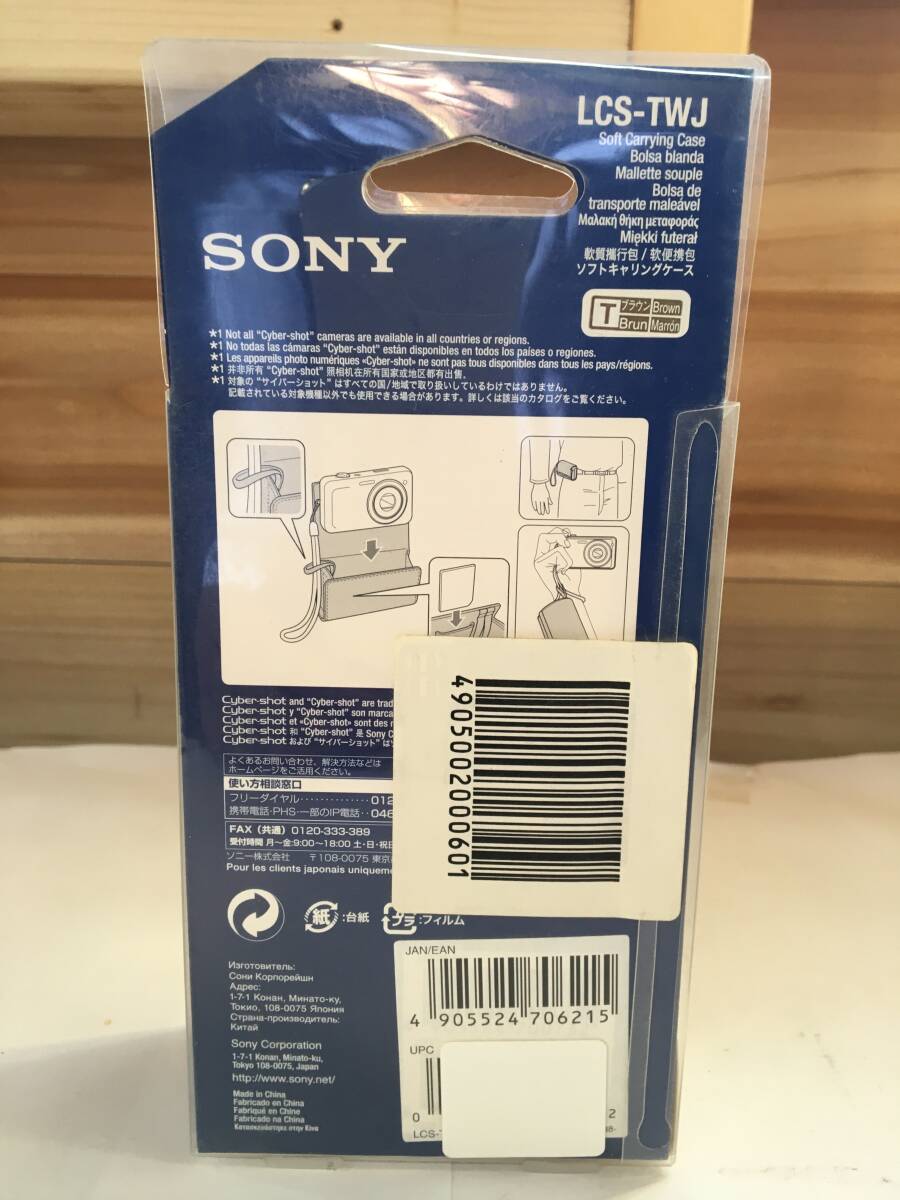 LCS-TWJ
Soft Carrying Case
Bolsa blanda
Mallette souple
Bolsa de
transporte maleável
Μαλακή θήκη μεταφοράς
Miękki futerał
軟質攜行包 / 软便携包
ソフトキャリングケース
SONY
T ブラウン Brown
Brun Marrón
*1 Not all “Cyber-shot” cameras are available in all countries or regions.
*1 No todas las cámaras “Cyber-shot” están disponibles en todos los países o regiones.
*1 Les appareils photo numériques «Cyber-shot» ne sont pas tous disponibles dans tous les pays/régions.
*1 并非所有 “Cyber-shot” 照相机在所有国家或地区都有出售.
*1 対象の “サイバーショット” はすべての国/地域で取り扱いしているわけではありません。
記載されている対象機種以外でも使用できる場合があります。詳しくは該当のカタログをご覧ください。
Cyber-shot and “Cyber-shot” are trad
Cyber-shot y “Cyber-shot” son marca
Cyber-shot et «Cyber-shot» sont des
Cyber-shot 和 “Cyber-shot” 是 Sony C
Cyber-shot および “サイバーショット” は
よくあるお問い合わせ、解決方法などは
ホームページをご活用ください。
使い方相談窓口
フリーダイヤル・・・・・・・・・・・・・・012
携帯電話・PHS・一部のIP電話・・046
FAX（共通）0120-333-389
受付時間 月～金:9:00～18:00 土・日・祝日
ソニー株式会社 〒108-0075 東京
Pour les clients japonais uniqueme
4905002000601
紙:台紙
プラ:フィルム
Изготовитель:
Сони Корпорейшн
Адрес:
1-7-1 Конан, Минато-ку,
Токио, 108-0075 Япония
Страна-производитель:
Китай
Sony Corporation
1-7-1 Konan, Minato-ku,
Tokyo 108-0075, Japan
http://www.sony.net/
Made in China
Fabricado en China
Fabriqué en Chine
Fabricado na China
Κατασκευάστηκε στην Κίνα
JAN/EAN
4 905524 706215
UPC
0 2
LCS-